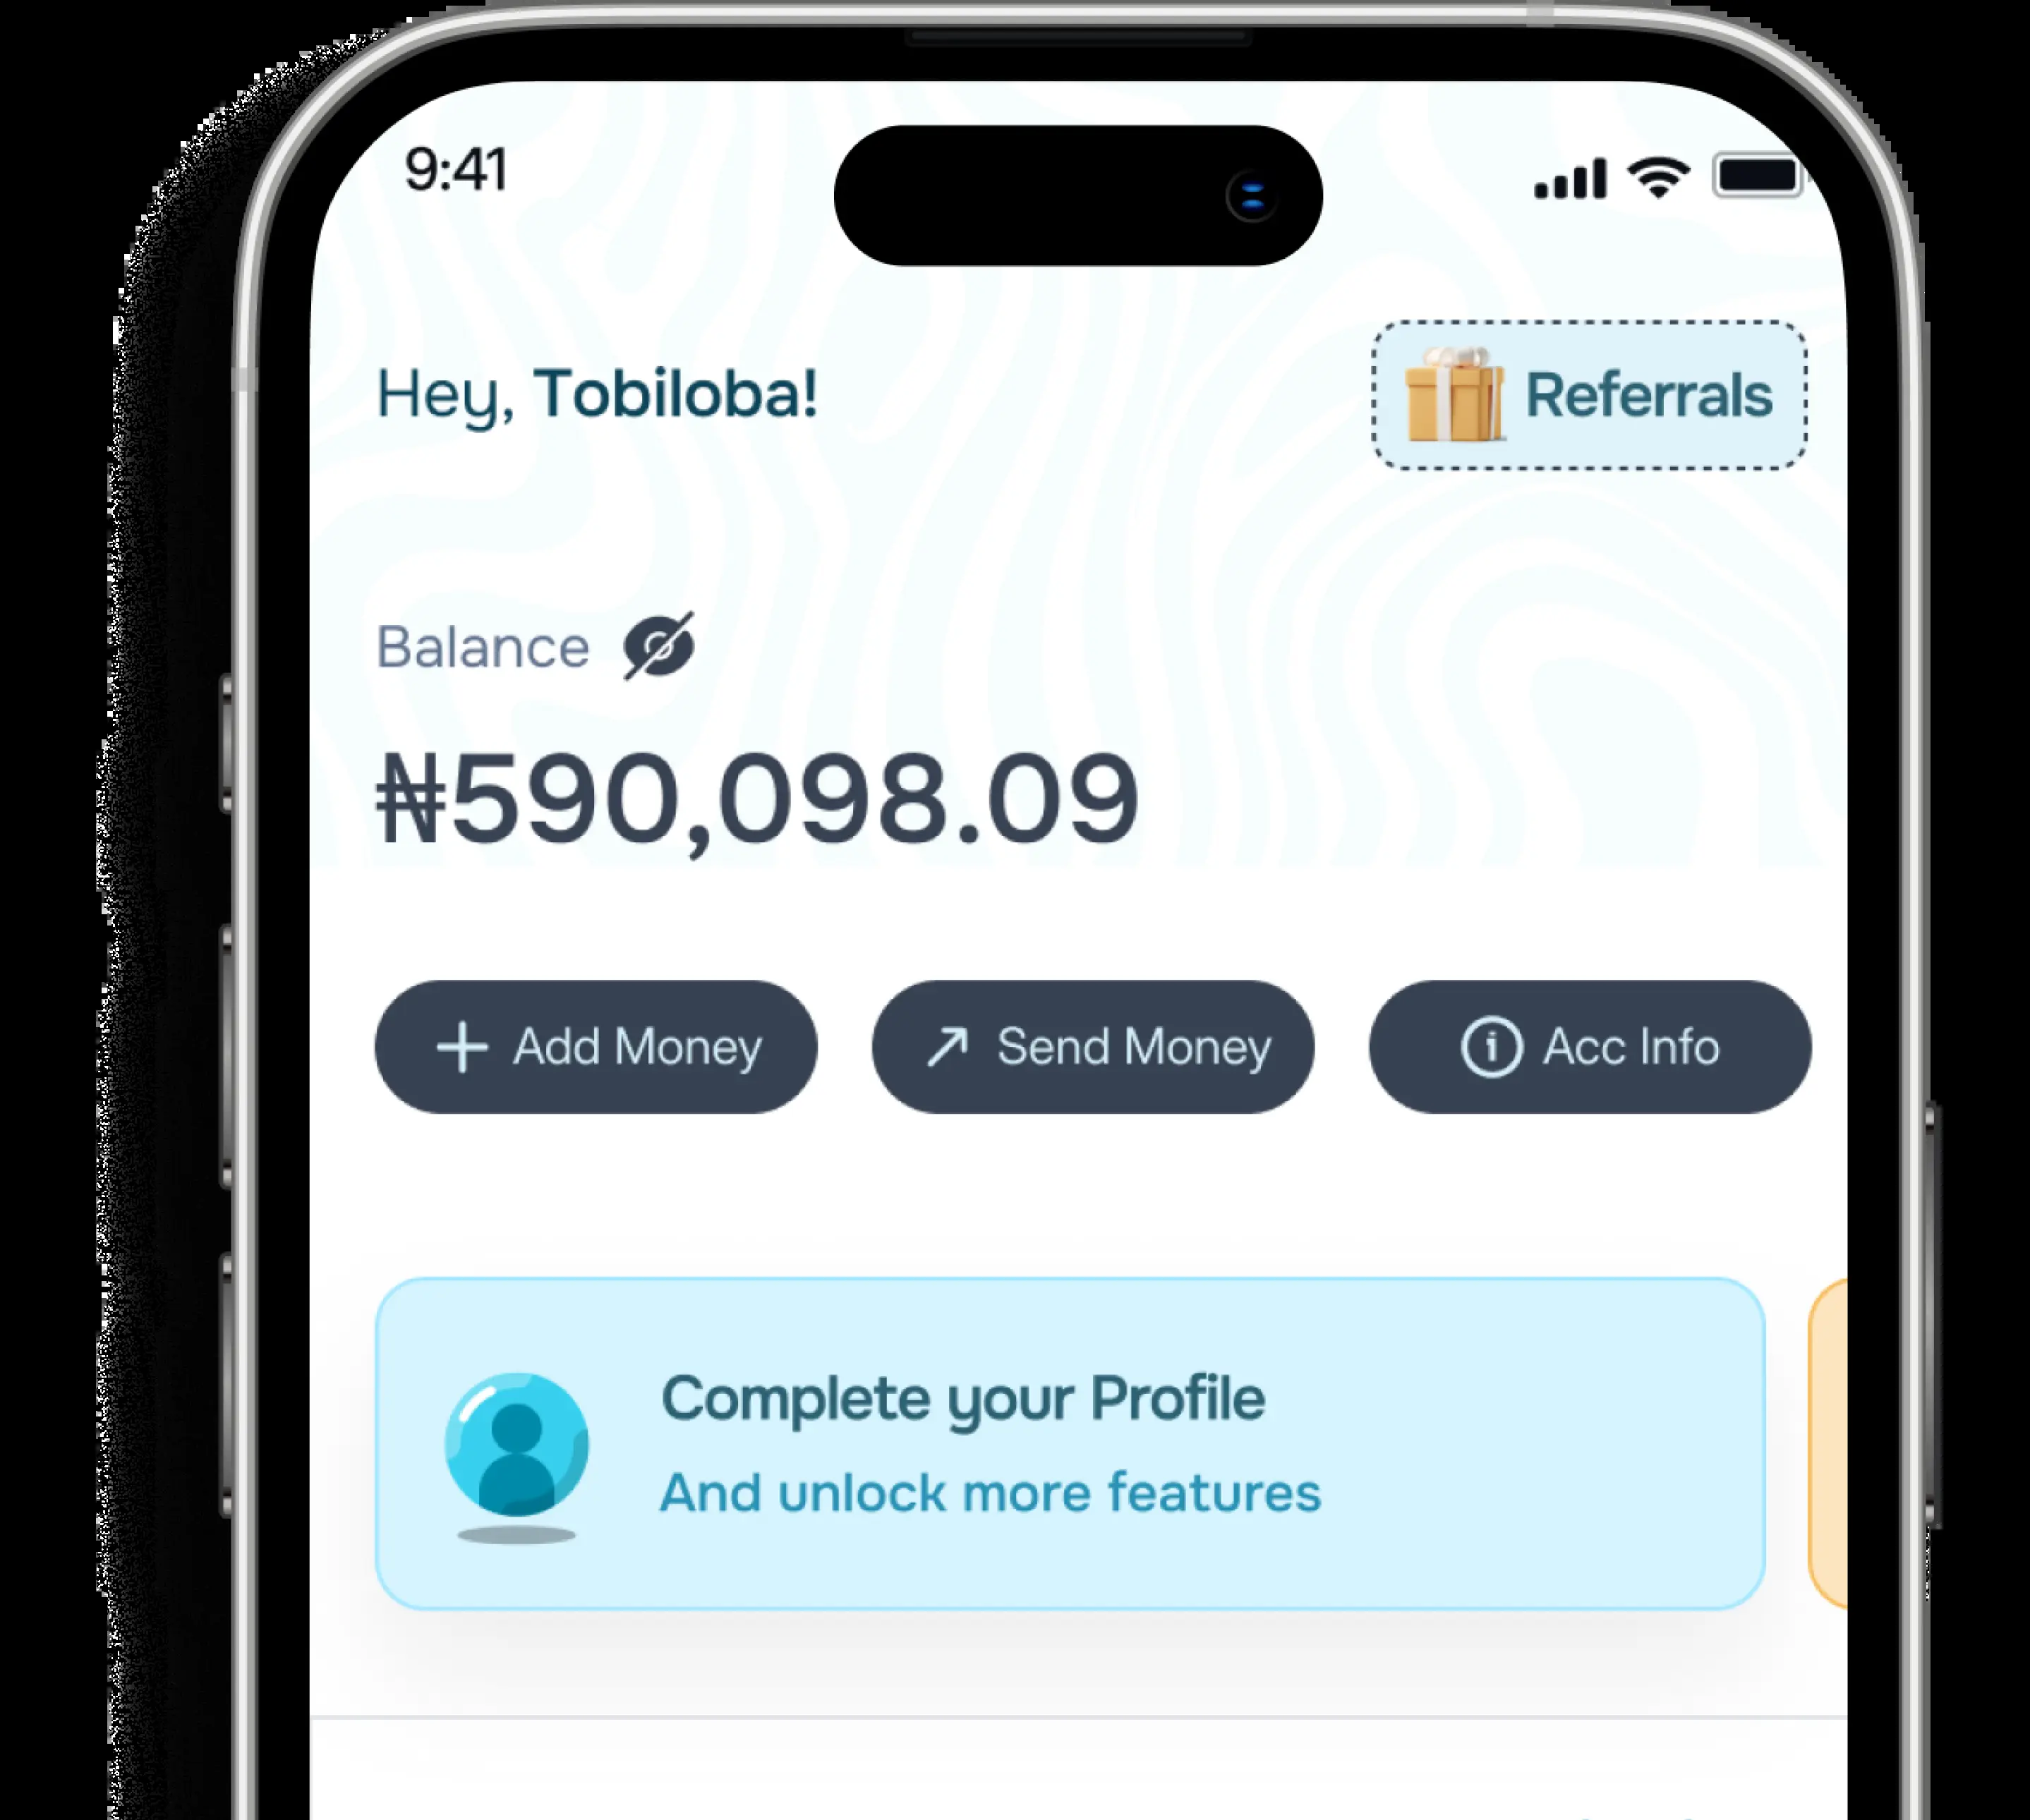 9:41
Hey, Tobiloba!
Referrals
Balance
₦590,098.09
Add Money
Send Money
Acc Info
Complete your Profile
And unlock more features